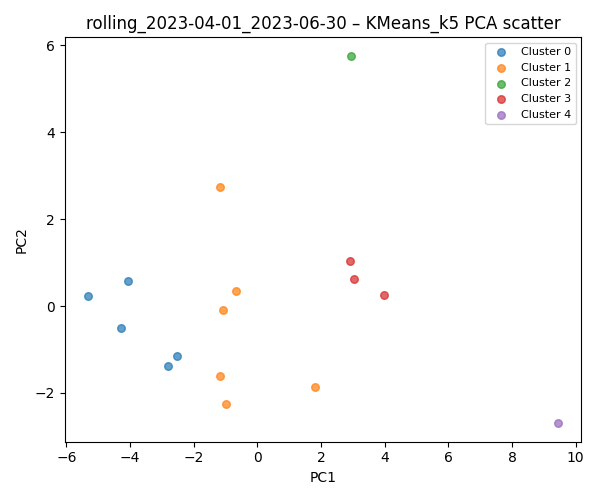 rolling_2023-04-01_2023-06-30 – KMeans_k5 PCA scatter
Cluster 0
Cluster 1
Cluster 2
Cluster 3
Cluster 4
PC2
6
4
2
0
−2
−6 −4 −2 0 2 4 6 8 10
PC1